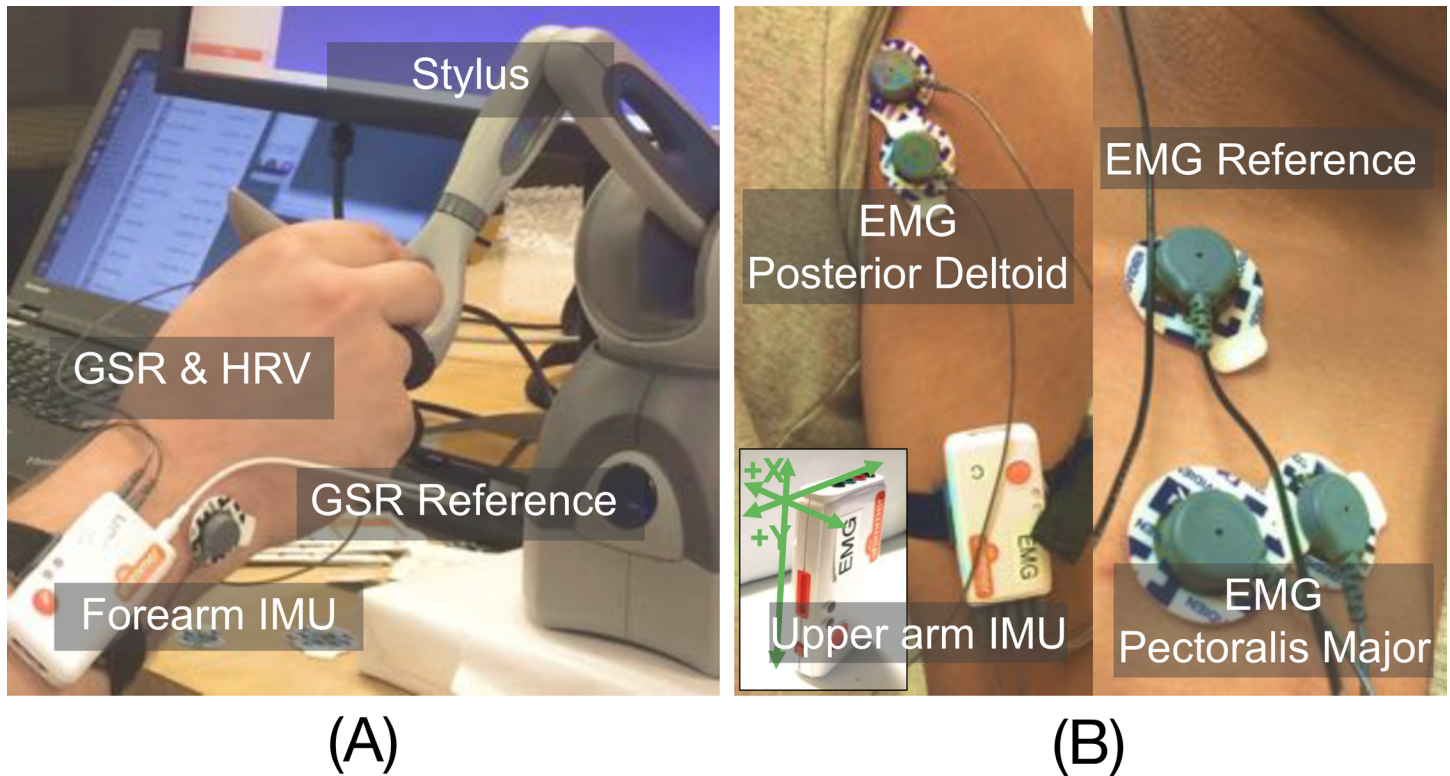 Stylus
GSR & HRV
GSR Reference
Forearm IMU
(A)
EMG
Posterior Deltoid
EMG Reference
+X
+Y
EMG
EMG
Upper arm IMU
EMG
Pectoralis Major
(B)